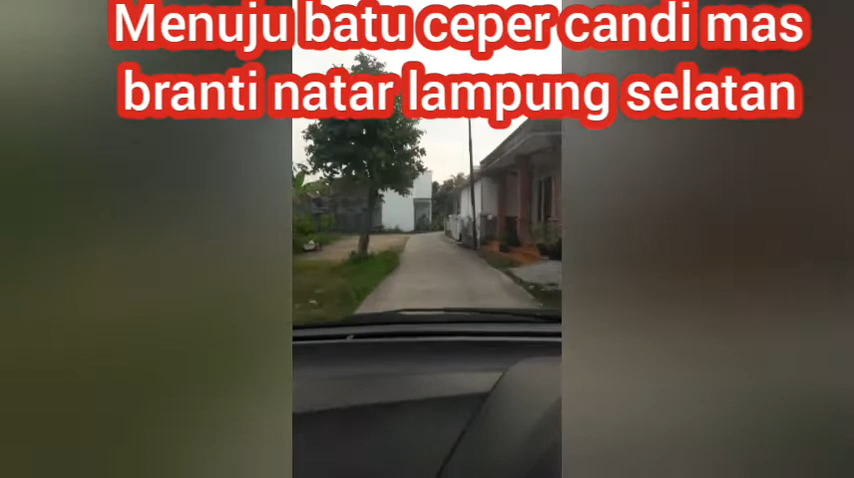 Menuju batu ceper candi mas
branti natar lampung selatan